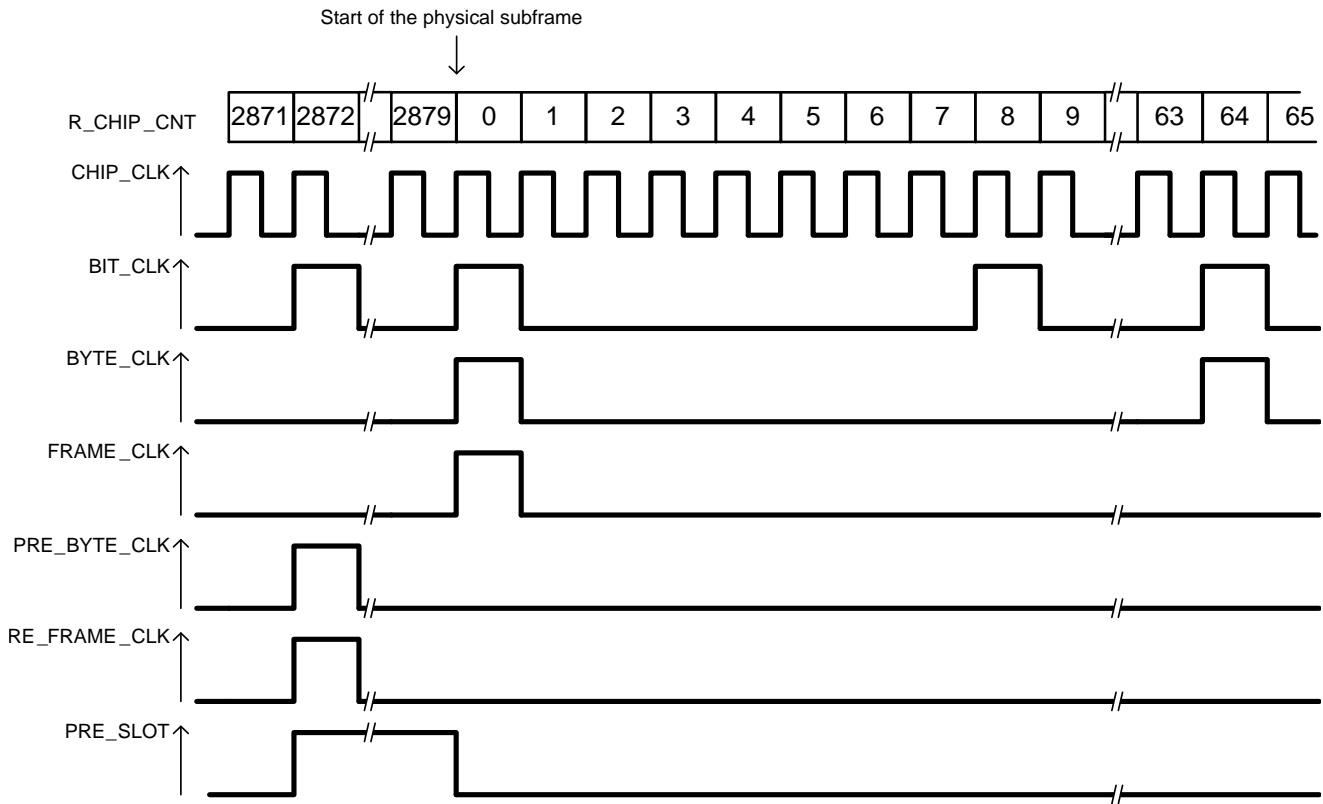 Start of the physical subframe
R_CHIP_CNT 2871 2872 2879 0 1 2 3 4 5 6 7 8 9 63 64 65
CHIP_CLK
BIT_CLK
BYTE_CLK
FRAME_CLK
PRE_BYTE_CLK
RE_FRAME_CLK
PRE_SLOT